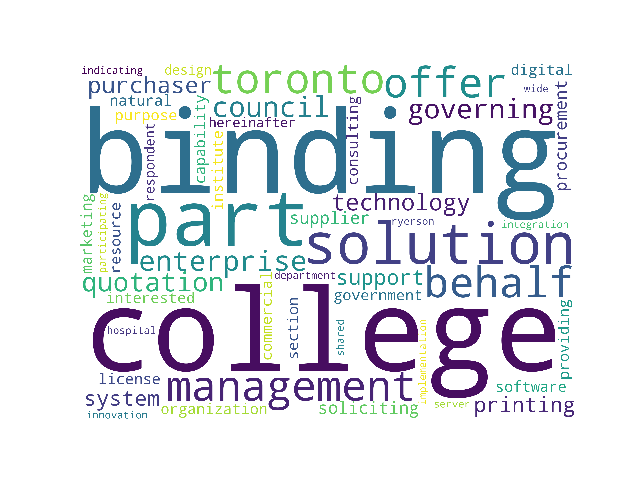 indicating design digital
purchaser toronto offer wide
natural council governing
purpose hereinafter
binding
capability institute respondent consulting procurement
part technology
supplier ryerson integration
solution
marketing participating resource enterprise
department support behalf
quotation government
interested commercial section shared providing
hospital
college
implementation
license management software
system organization soliciting server printing
innovation